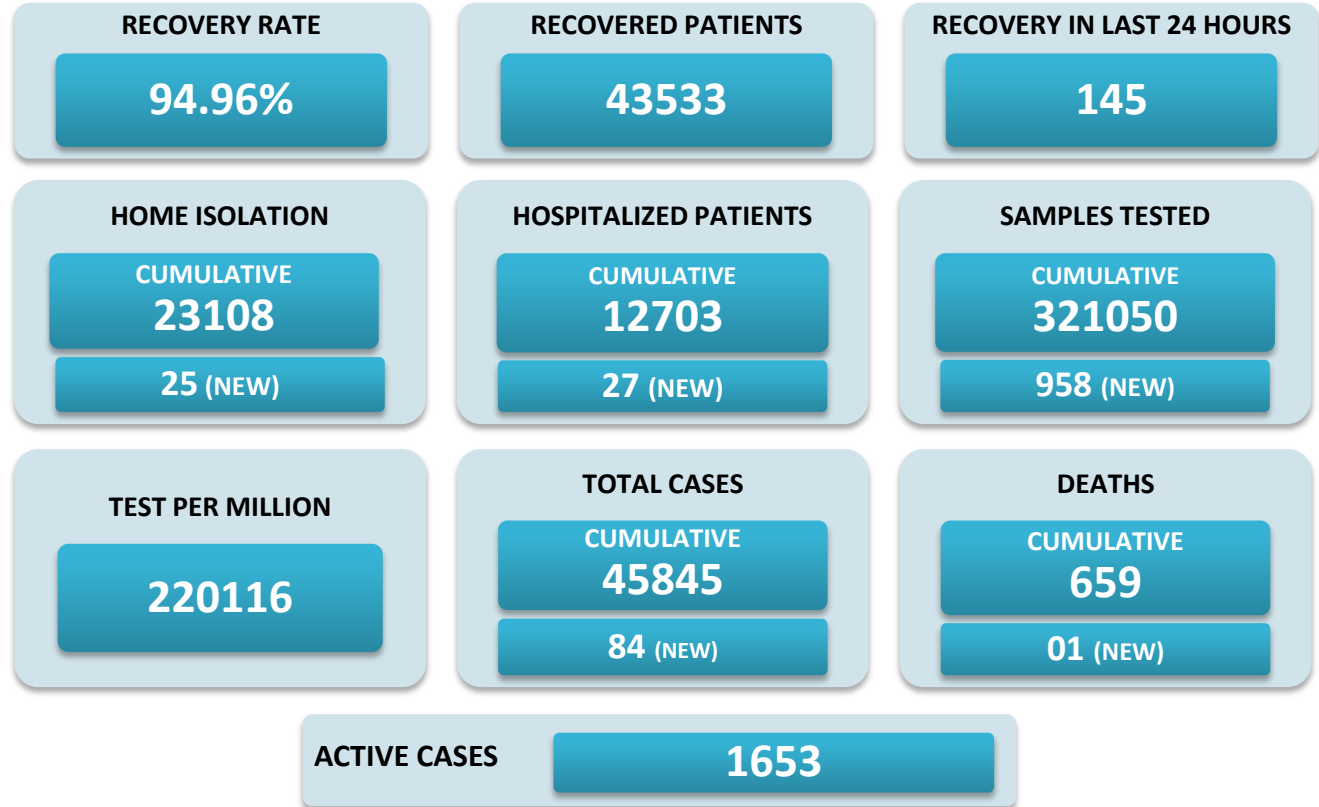 RECOVERY RATE
94.96%
RECOVERED PATIENTS
43533
RECOVERY IN LAST 24 HOURS
145
HOME ISOLATION
CUMULATIVE
23108
25 (NEW)
HOSPITALIZED PATIENTS
CUMULATIVE
12703
27 (NEW)
SAMPLES TESTED
CUMULATIVE
321050
958 (NEW)
TEST PER MILLION
220116
TOTAL CASES
CUMULATIVE
45845
84 (NEW)
DEATHS
CUMULATIVE
659
01 (NEW)
ACTIVE CASES
1653